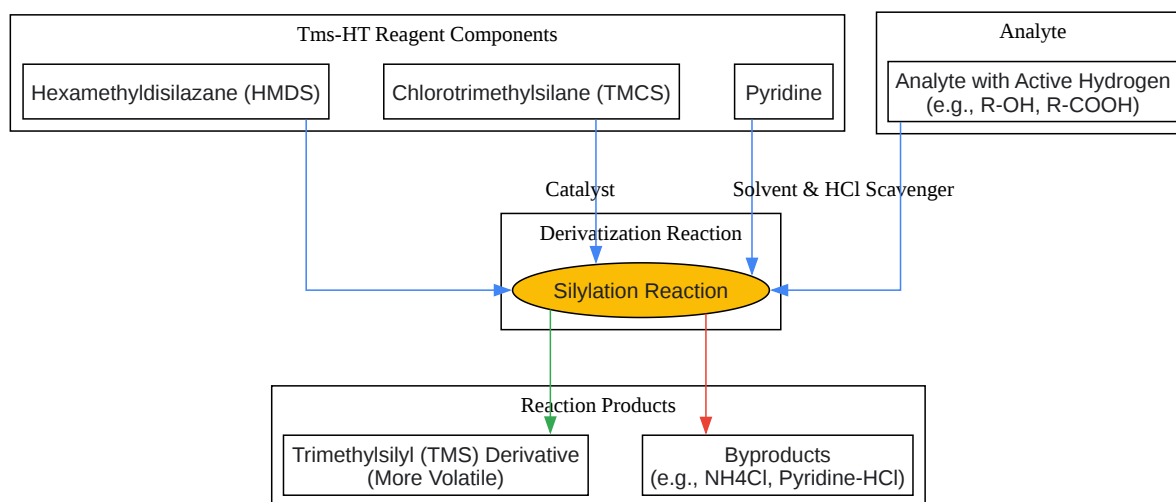 Tms-HT Reagent Components
Analyte
Hexamethyldisilazane (HMDS)
Chlorotrimethylsilane (TMCS)
Pyridine
Analyte with Active Hydrogen
(e.g., R-OH, R-COOH)
Catalyst
Solvent & HCl Scavenger
Derivatization Reaction
Silylation Reaction
Reaction Products
Trimethylsilyl (TMS) Derivative
(More Volatile)
Byproducts
(e.g., NH4Cl, Pyridine-HCl)